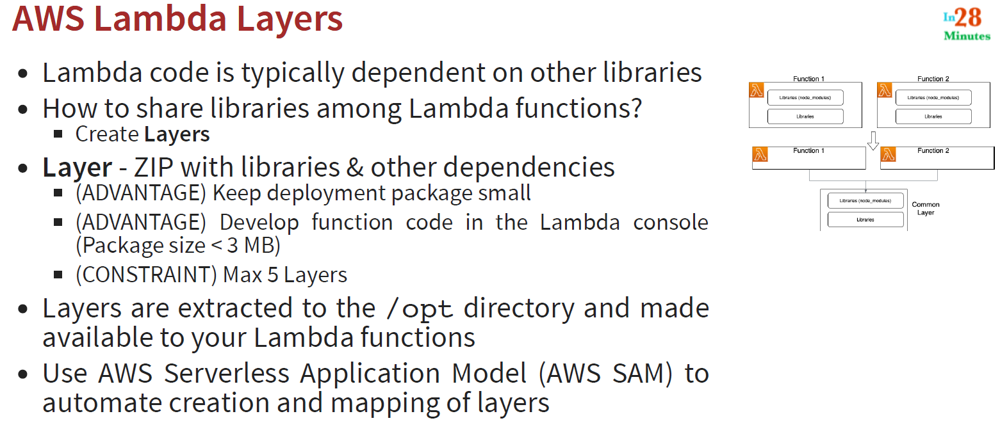 AWS Lambda Layers
In28
Minutes
• Lambda code is typically dependent on other libraries
• How to share libraries among Lambda functions?
▪ Create Layers
• Layer - ZIP with libraries & other dependencies
▪ (ADVANTAGE) Keep deployment package small
▪ (ADVANTAGE) Develop function code in the Lambda console
(Package size < 3 MB)
▪ (CONSTRAINT) Max 5 Layers
• Layers are extracted to the /opt directory and made
available to your Lambda functions
• Use AWS Serverless Application Model (AWS SAM) to
automate creation and mapping of layers
Function 1
Libraries (node_modules)
Libraries
Function 2
Libraries (node_modules)
Libraries
Function 1
Function 2
Libraries (node_modules)
Libraries
Common
Layer